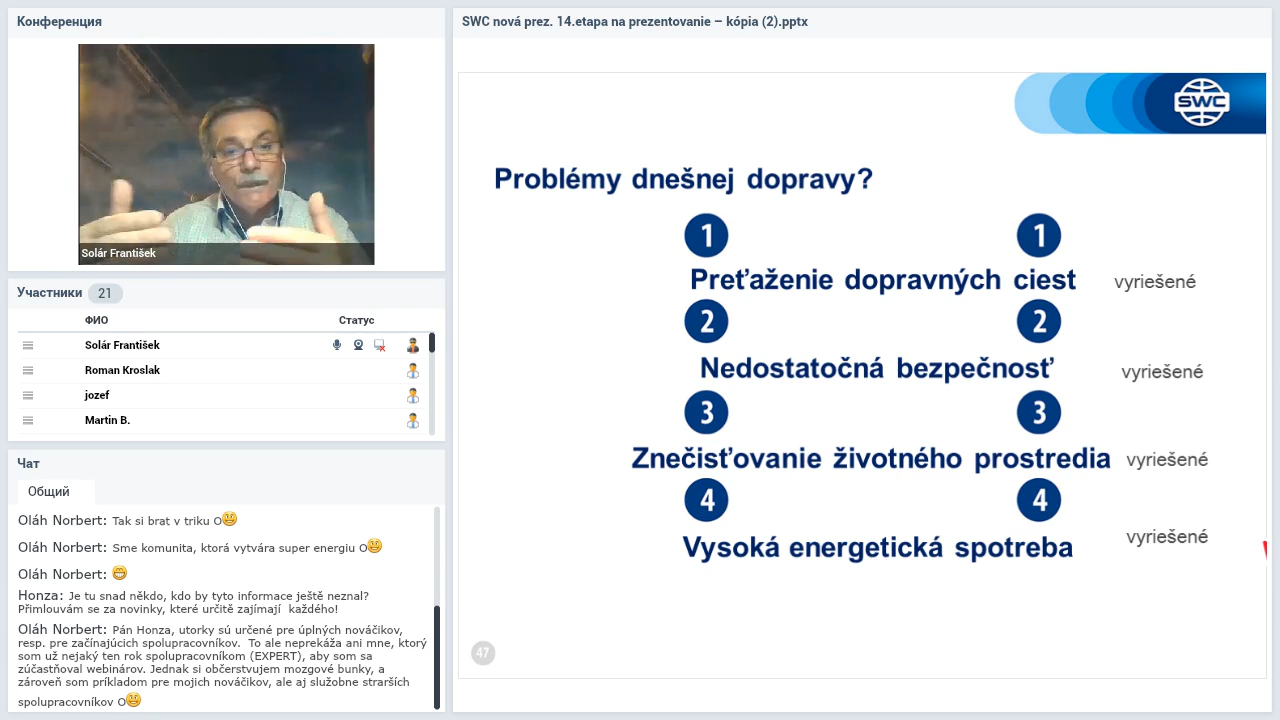 Конференция
Solár František
Участники 21
ФИО Статус
Solár František
Roman Kroslak
jozef
Martin B.
Чат
Общий
Oláh Norbert: Tak si brat v triku O
Oláh Norbert: Sme komunita, ktorá vytvára super energiu O
Oláh Norbert:
Honza: Je tu snad někdo, kdo by tyto informace ještě neznal?
Přimlouvám se za novinky, které určitě zajímají každého!
Oláh Norbert: Pán Honza, utorky sú určené pre úplných nováčikov,
resp. pre začínajúcich spolupracovníkov. To ale neprekáža ani mne, ktorý
som už nejaký ten rok spolupracovníkom (EXPERT), aby som sa
zúčastňoval webinárov. Jednak si občerstvujem mozgové bunky, a
zároveň som príkladom pre mojich nováčikov, ale aj služobne starších
spolupracovníkov O
SWC nová prez. 14.etapa na prezentovanie – kópia (2).pptx
SWC
Problémy dnešnej dopravy?
1 1
Preťaženie dopravných ciest vyriešené
2 2
Nedostatočná bezpečnosť vyriešené
3 3
Znečisťovanie životného prostredia vyriešené
4 4
Vysoká energetická spotreba vyriešené
47